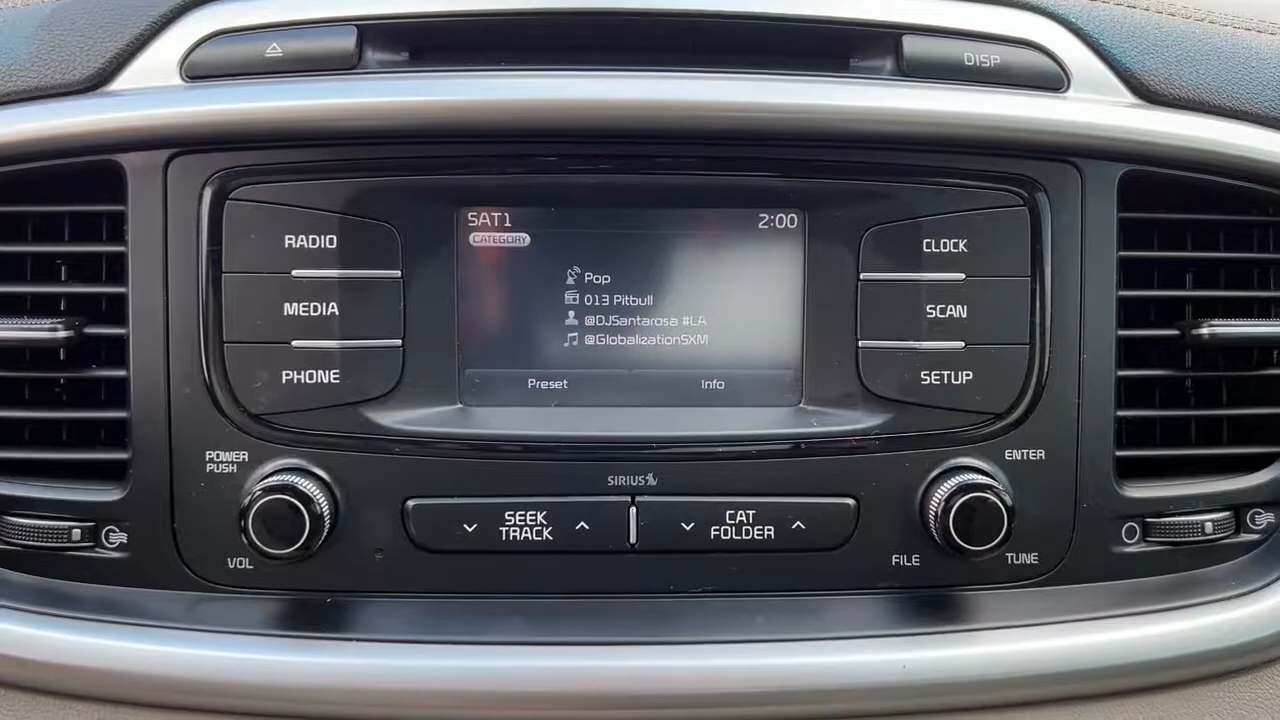 DISP
SAT1
2:00
CATEGORY
Pop
013 Pitbull
@DJSantarosa #LA
@GlobalizationSXM
Preset
Info
RADIO
MEDIA
PHONE
CLOCK
SCAN
SETUP
POWER
PUSH
VOL
SIRIUS
SEEK
TRACK
CAT
FOLDER
ENTER
FILE
TUNE